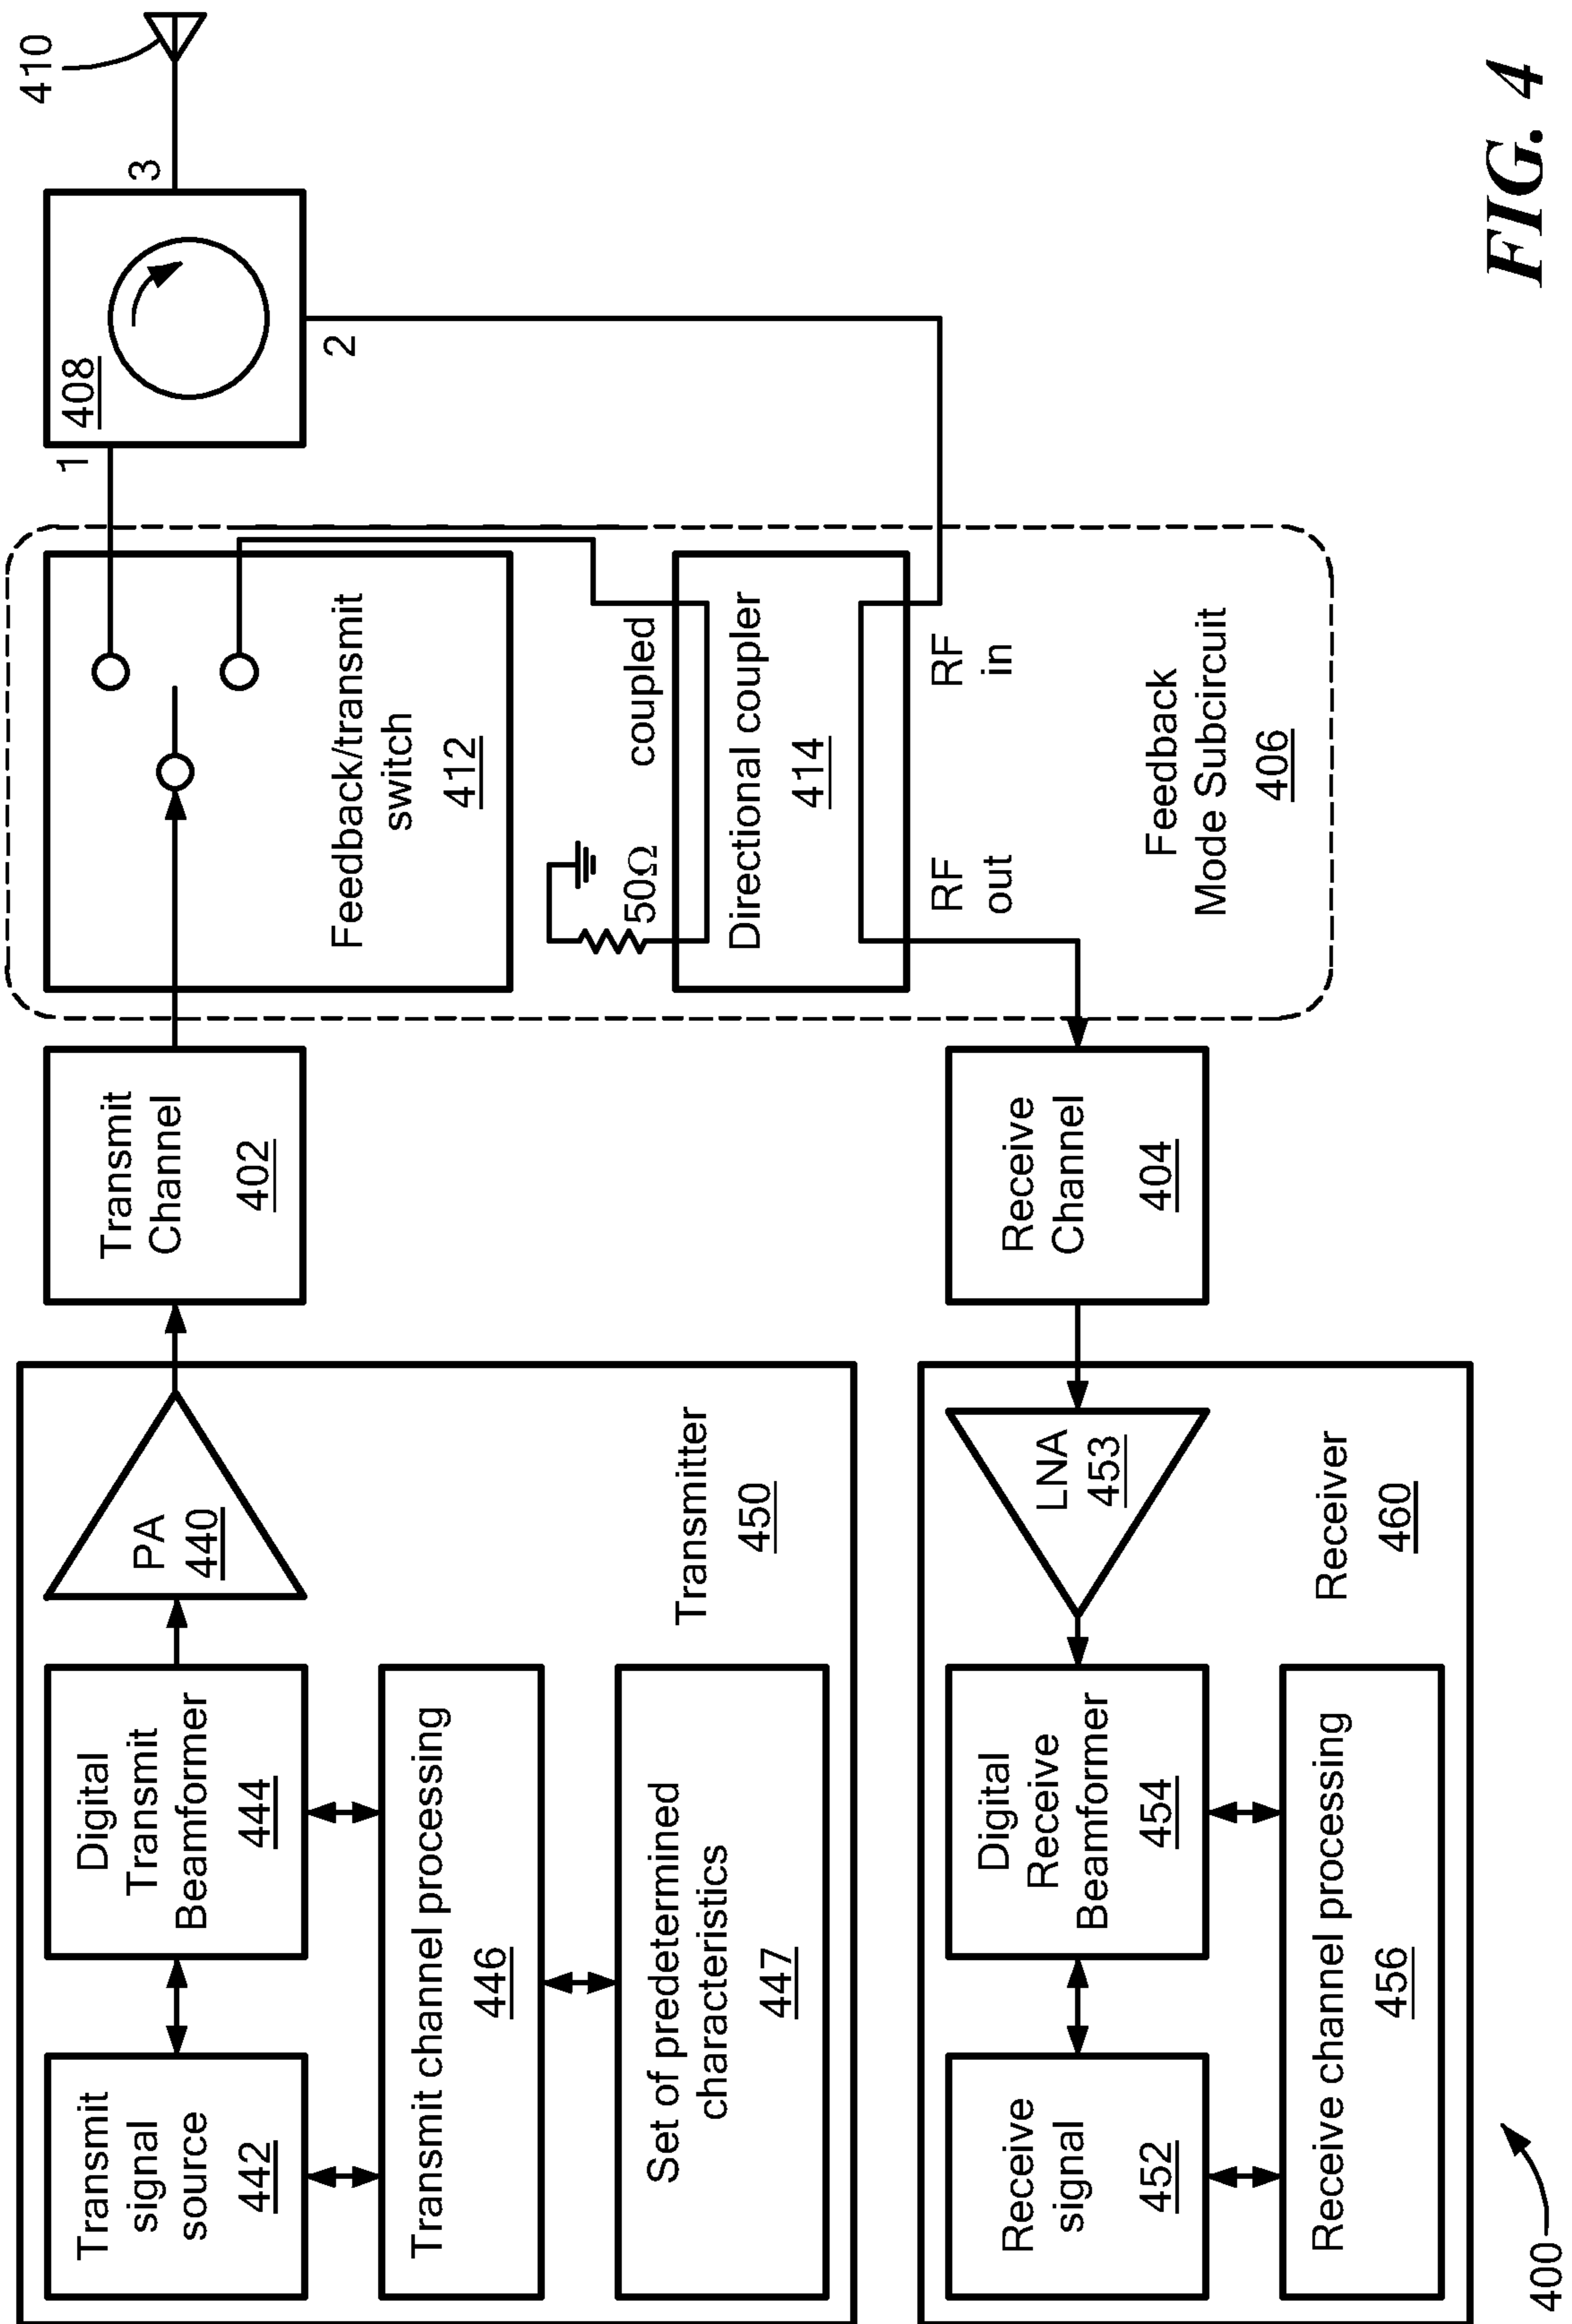 Transmit
signal
source
442
Digital
Transmit
Beamformer
444
PA
440
Transmit channel processing
446
Set of predetermined
characteristics
447
Transmitter
450
Transmit
Channel
402
Feedback/transmit
switch
412
1
408
3
2
410
50Ω
coupled
Directional coupler
414
RF
out
RF
in
Feedback
Mode Subcircuit
406
Receive
signal
452
Digital
Receive
Beamformer
454
LNA
453
Receive channel processing
456
Receiver
460
Receive
Channel
404
400
FIG. 4